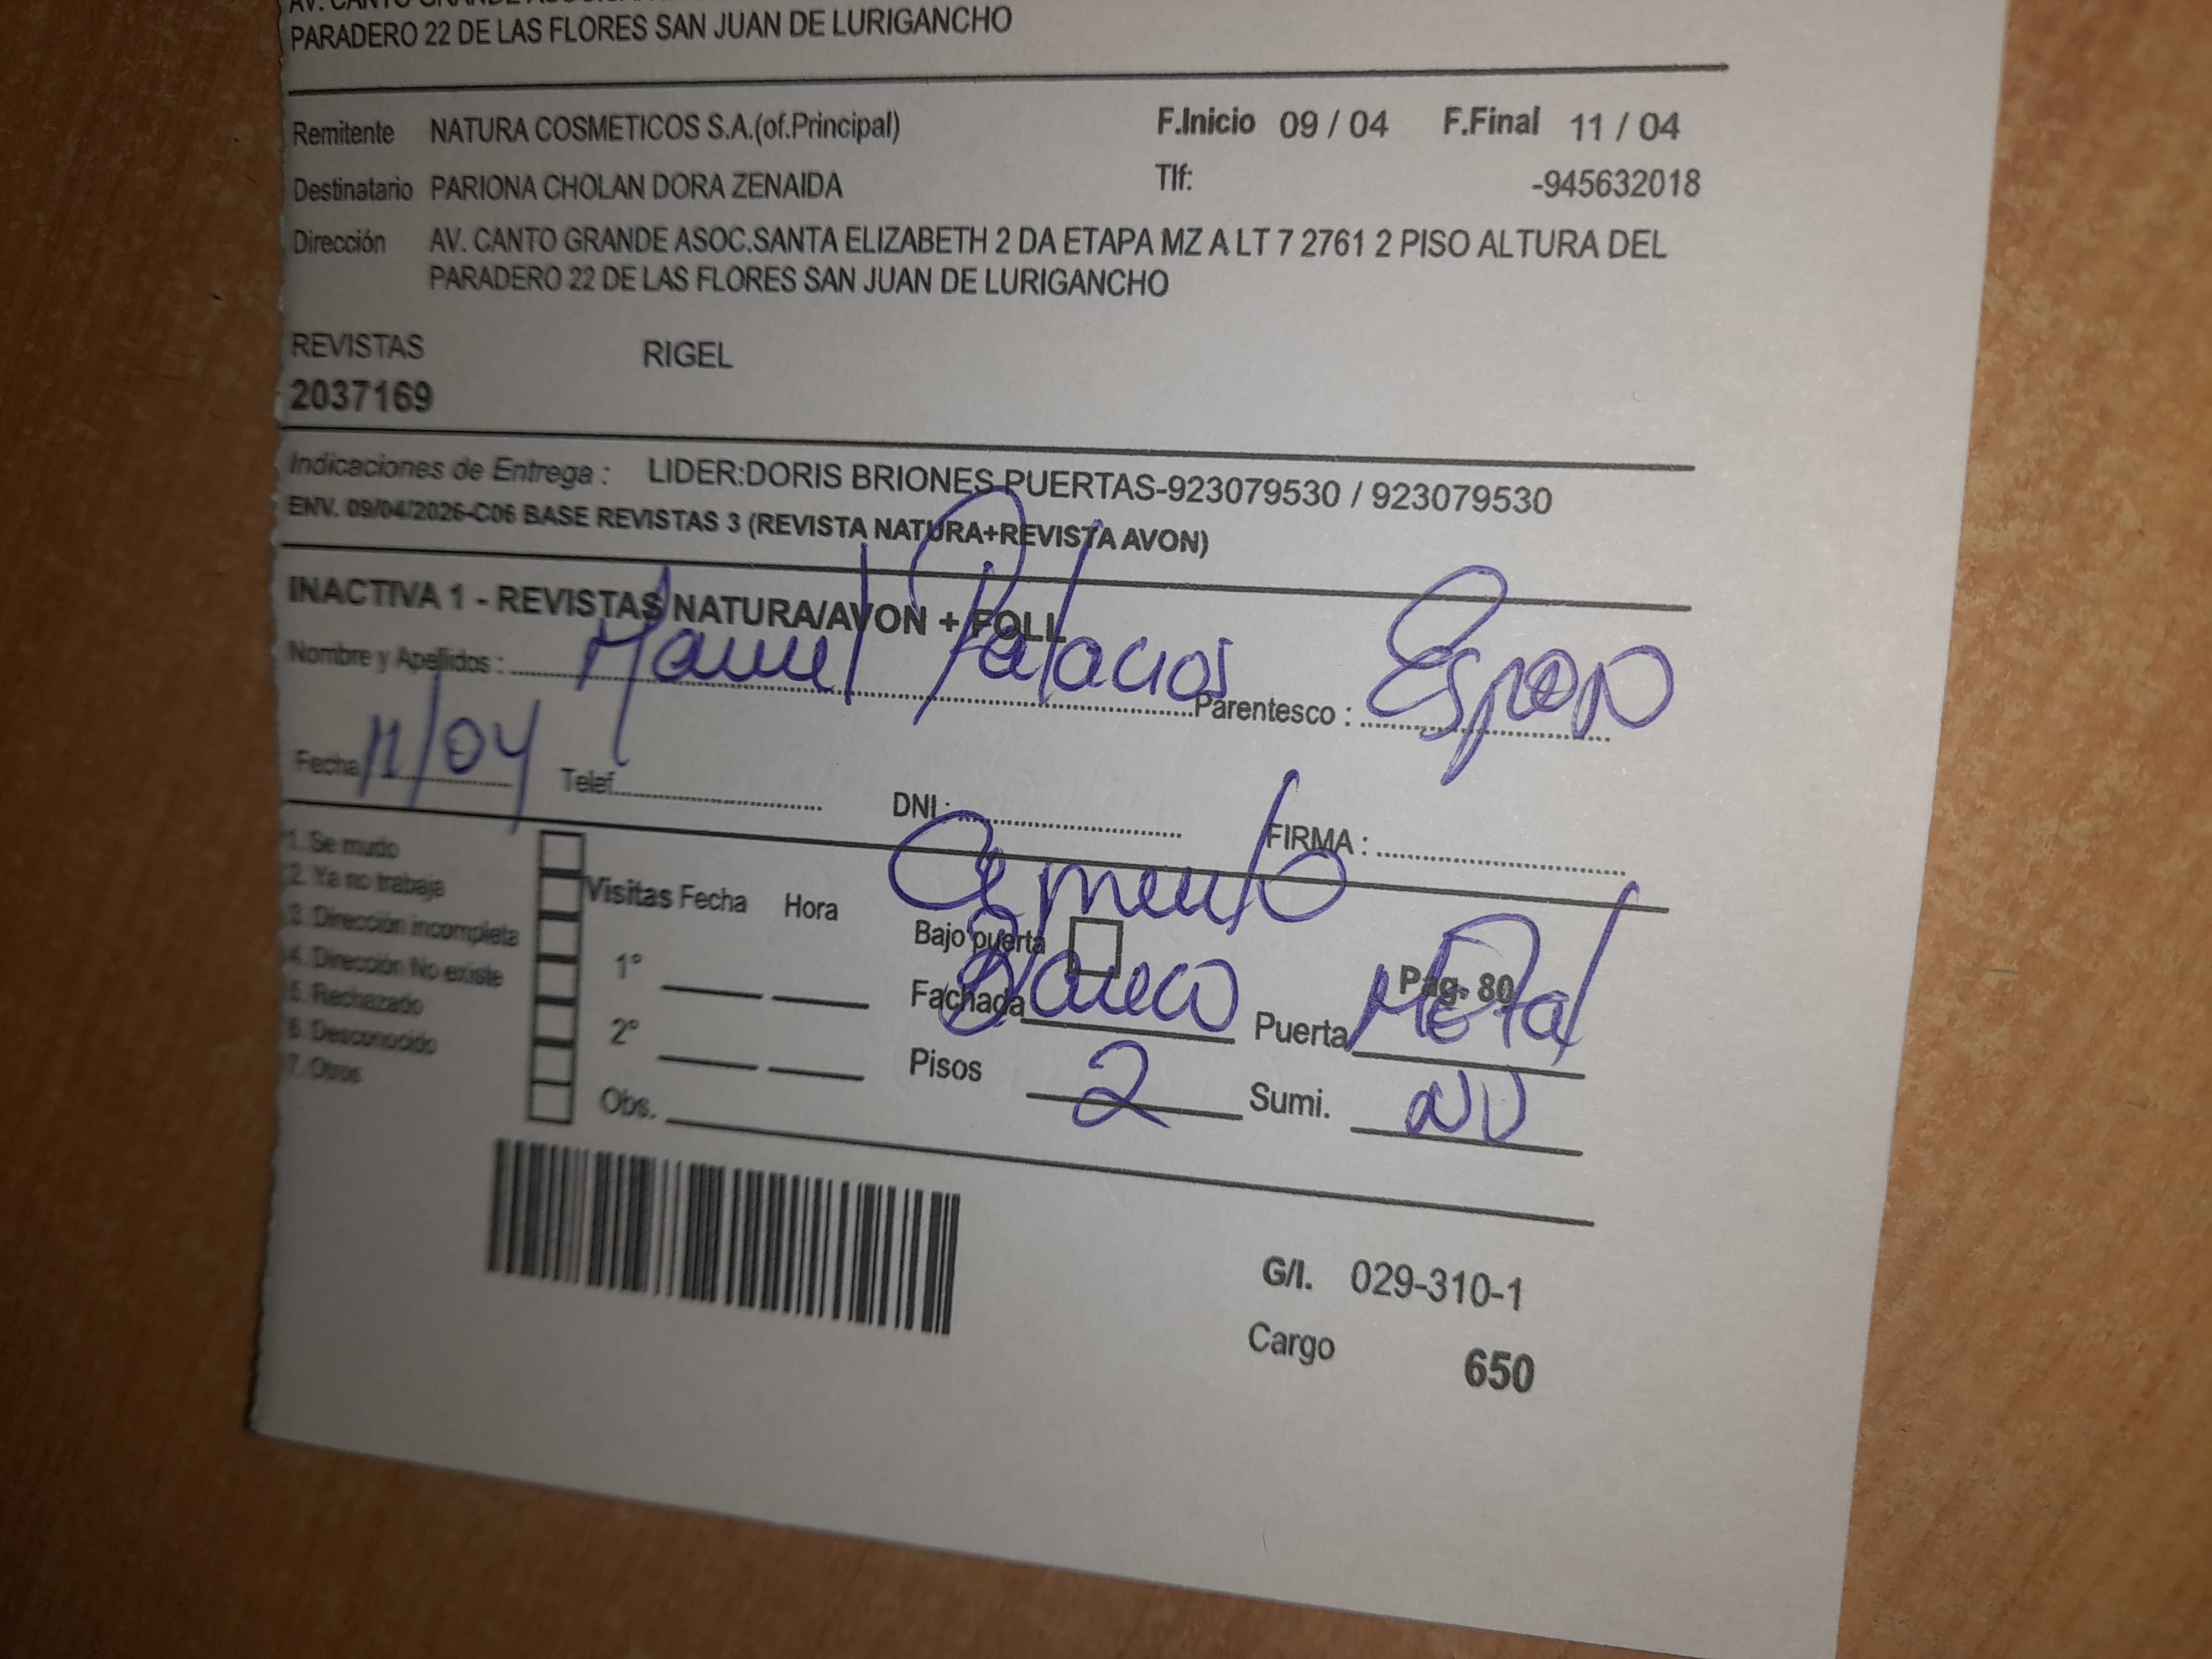 PARADERO 22 DE LAS FLORES SAN JUAN DE LURIGANCHO
Remitente NATURA COSMETICOS S.A.(of.Principal) F.Inicio 09 / 04 F.Final 11 / 04
Destinatario PARIONA CHOLAN DORA ZENAIDA Tlf: -945632018
Dirección AV. CANTO GRANDE ASOC.SANTA ELIZABETH 2 DA ETAPA MZ A LT 7 2761 2 PISO ALTURA DEL
PARADERO 22 DE LAS FLORES SAN JUAN DE LURIGANCHO
REVISTAS RIGEL
2037169
Indicaciones de Entrega : LIDER:DORIS BRIONES PUERTAS-923079530 / 923079530
ENV. 09/04/2026-C06 BASE REVISTAS 3 (REVISTA NATURA+REVISTA AVON)
INACTIVA 1 - REVISTAS NATURA/AVON + FOLL
Nombre y Apellidos : Manuel Palacios Parentesco : Esposo
Fecha 11/04 Telef. DNI : FIRMA :
1. Se mudo
2. Ya no trabaja
3. Dirección incompleta
4. Dirección No existe
5. Rechazado
6. Desconocido
7. Otros
Visitas Fecha Hora
1°
2°
Obs.
Cemento
Bajo puerta
Pag. 80
Fachada Blanco Puerta Metal
Pisos 2 Sumi. NO
G/I. 029-310-1
Cargo 650